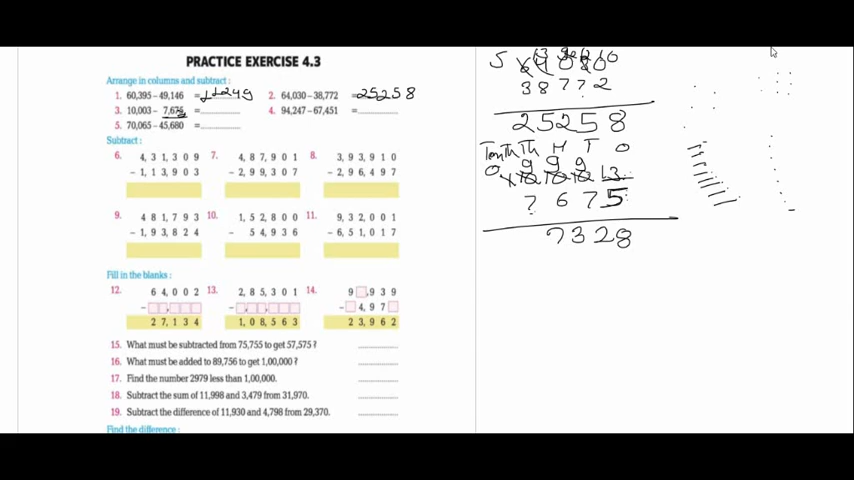 PRACTICE EXERCISE 4.3
Arrange in columns and subtract :
1. 60,395 – 49,146 = 11249
2. 64,030 – 38,772 = 25258
3. 10,003 – 7,675 = ............
4. 94,247 – 67,451 = ............
5. 70,065 – 45,680 = ............
Subtract :
6. 4, 3 1, 3 0 9
– 1, 1 3, 9 0 3
7. 4, 8 7, 9 0 1
– 2, 9 9, 3 0 7
8. 3, 9 3, 9 1 0
– 2, 9 6, 4 9 7
9. 4 8 1, 7 9 3
– 1, 9 3, 8 2 4
10. 1, 5 2, 8 0 0
– 5 4, 9 3 6
11. 9, 3 2, 0 0 1
– 6, 5 1, 0 1 7
Fill in the blanks :
12. 6 4, 0 0 2
– ,
2 7, 1 3 4
13. 2, 8 5, 3 0 1
– , ,
1, 0 8, 5 6 3
14. 9 , 9 3 9
– 4, 9 7
2 3, 9 6 2
15. What must be subtracted from 75,755 to get 57,575 ?
16. What must be added to 89,756 to get 1,00,000 ?
17. Find the number 2979 less than 1,00,000.
18. Subtract the sum of 11,998 and 3,479 from 31,970.
19. Subtract the difference of 11,930 and 4,798 from 29,370.
Find the difference :
38772
25258
Ten Th Th H T O
0 9 9 9 13
7 6 7 5
7328